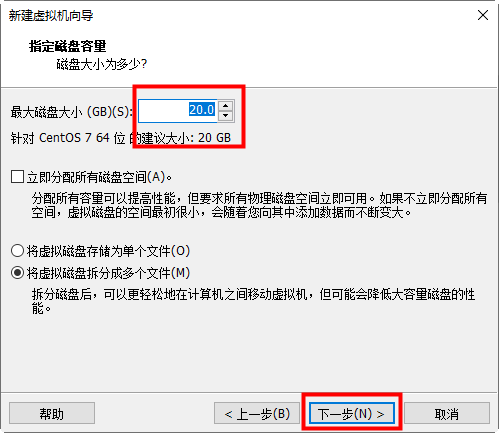 新建虚拟机向导
指定磁盘容量
磁盘大小为多少?
最大磁盘大小 (GB)(S): 20.0
针对 CentOS 7 64 位 的建议大小: 20 GB
立即分配所有磁盘空间(A)。
分配所有容量可以提高性能，但要求所有物理磁盘空间立即可用。如果不立即分配所有
空间，虚拟磁盘的空间最初很小，会随着您向其中添加数据而不断变大。
将虚拟磁盘存储为单个文件(O)
将虚拟磁盘拆分成多个文件(M)
拆分磁盘后，可以更轻松地在计算机之间移动虚拟机，但可能会降低大容量磁盘的性
能。
帮助 < 上一步(B) 下一步(N) > 取消